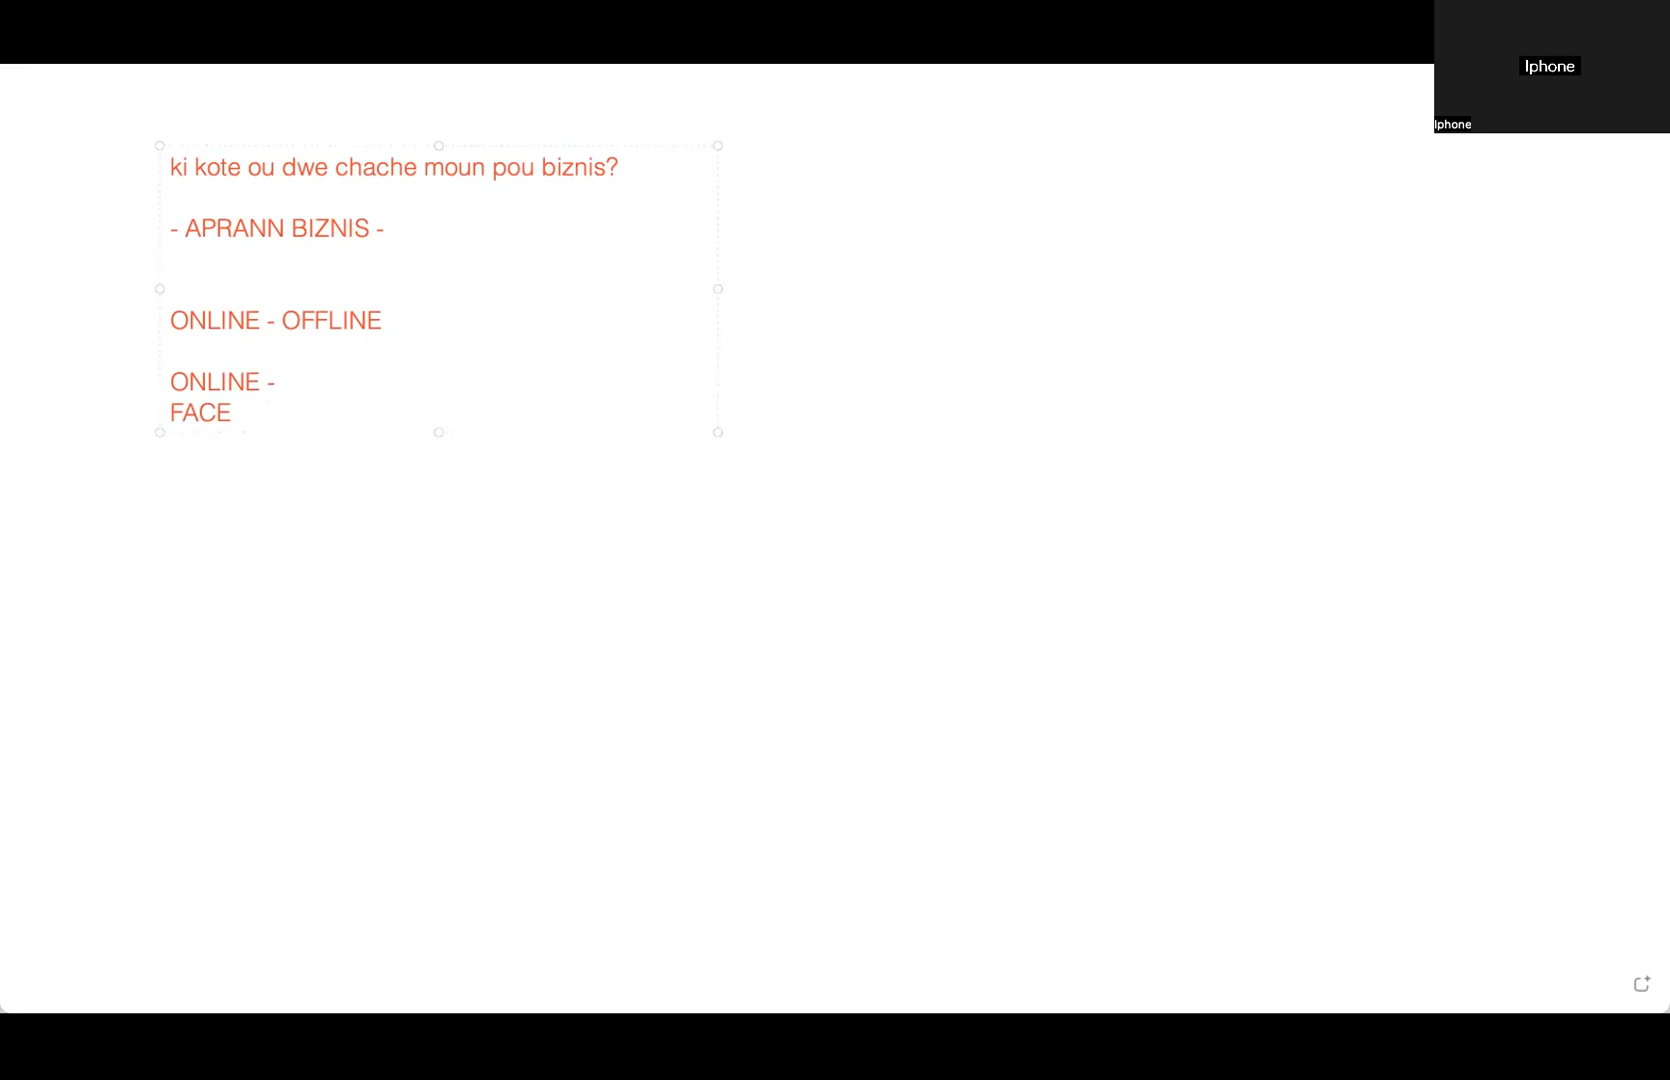 Iphone
Iphone
ki kote ou dwe chache moun pou biznis?
- APRANN BIZNIS -
ONLINE - OFFLINE
ONLINE -
FACE